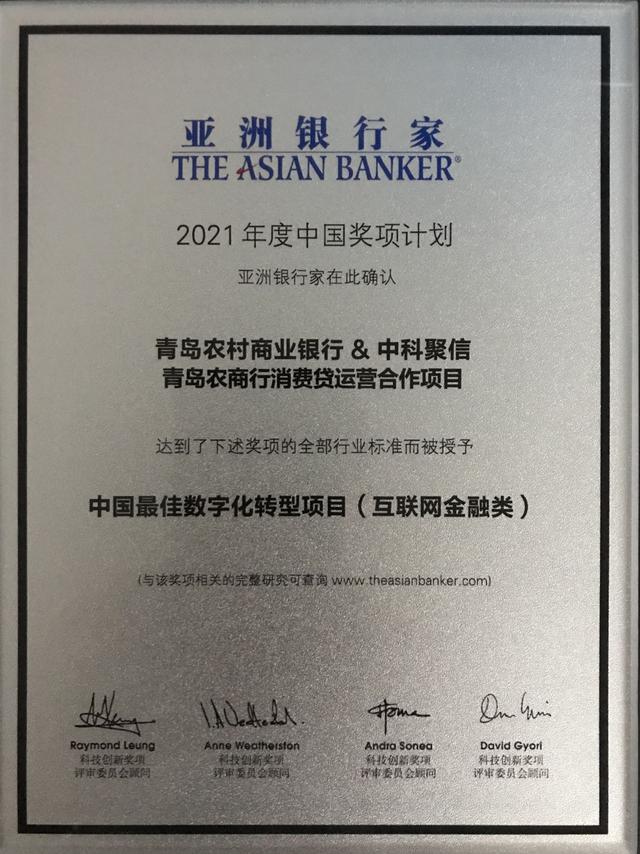 亚洲银行家
THE ASIAN BANKER®
2021年度中国奖项计划
亚洲银行家在此确认
青岛农村商业银行 & 中科聚信
青岛农商行消费贷运营合作项目
达到了下述奖项的全部行业标准而被授予
中国最佳数字化转型项目（互联网金融类）
(与该奖项相关的完整研究可查询 www.theasianbanker.com)
Raymond Leung Anne Weatherston Andra Sonea David Gyori
科技创新奖项 科技创新奖项 科技创新奖项 科技创新奖项
评审委员会顾问 评审委员会顾问 评审委员会顾问 评审委员会顾问